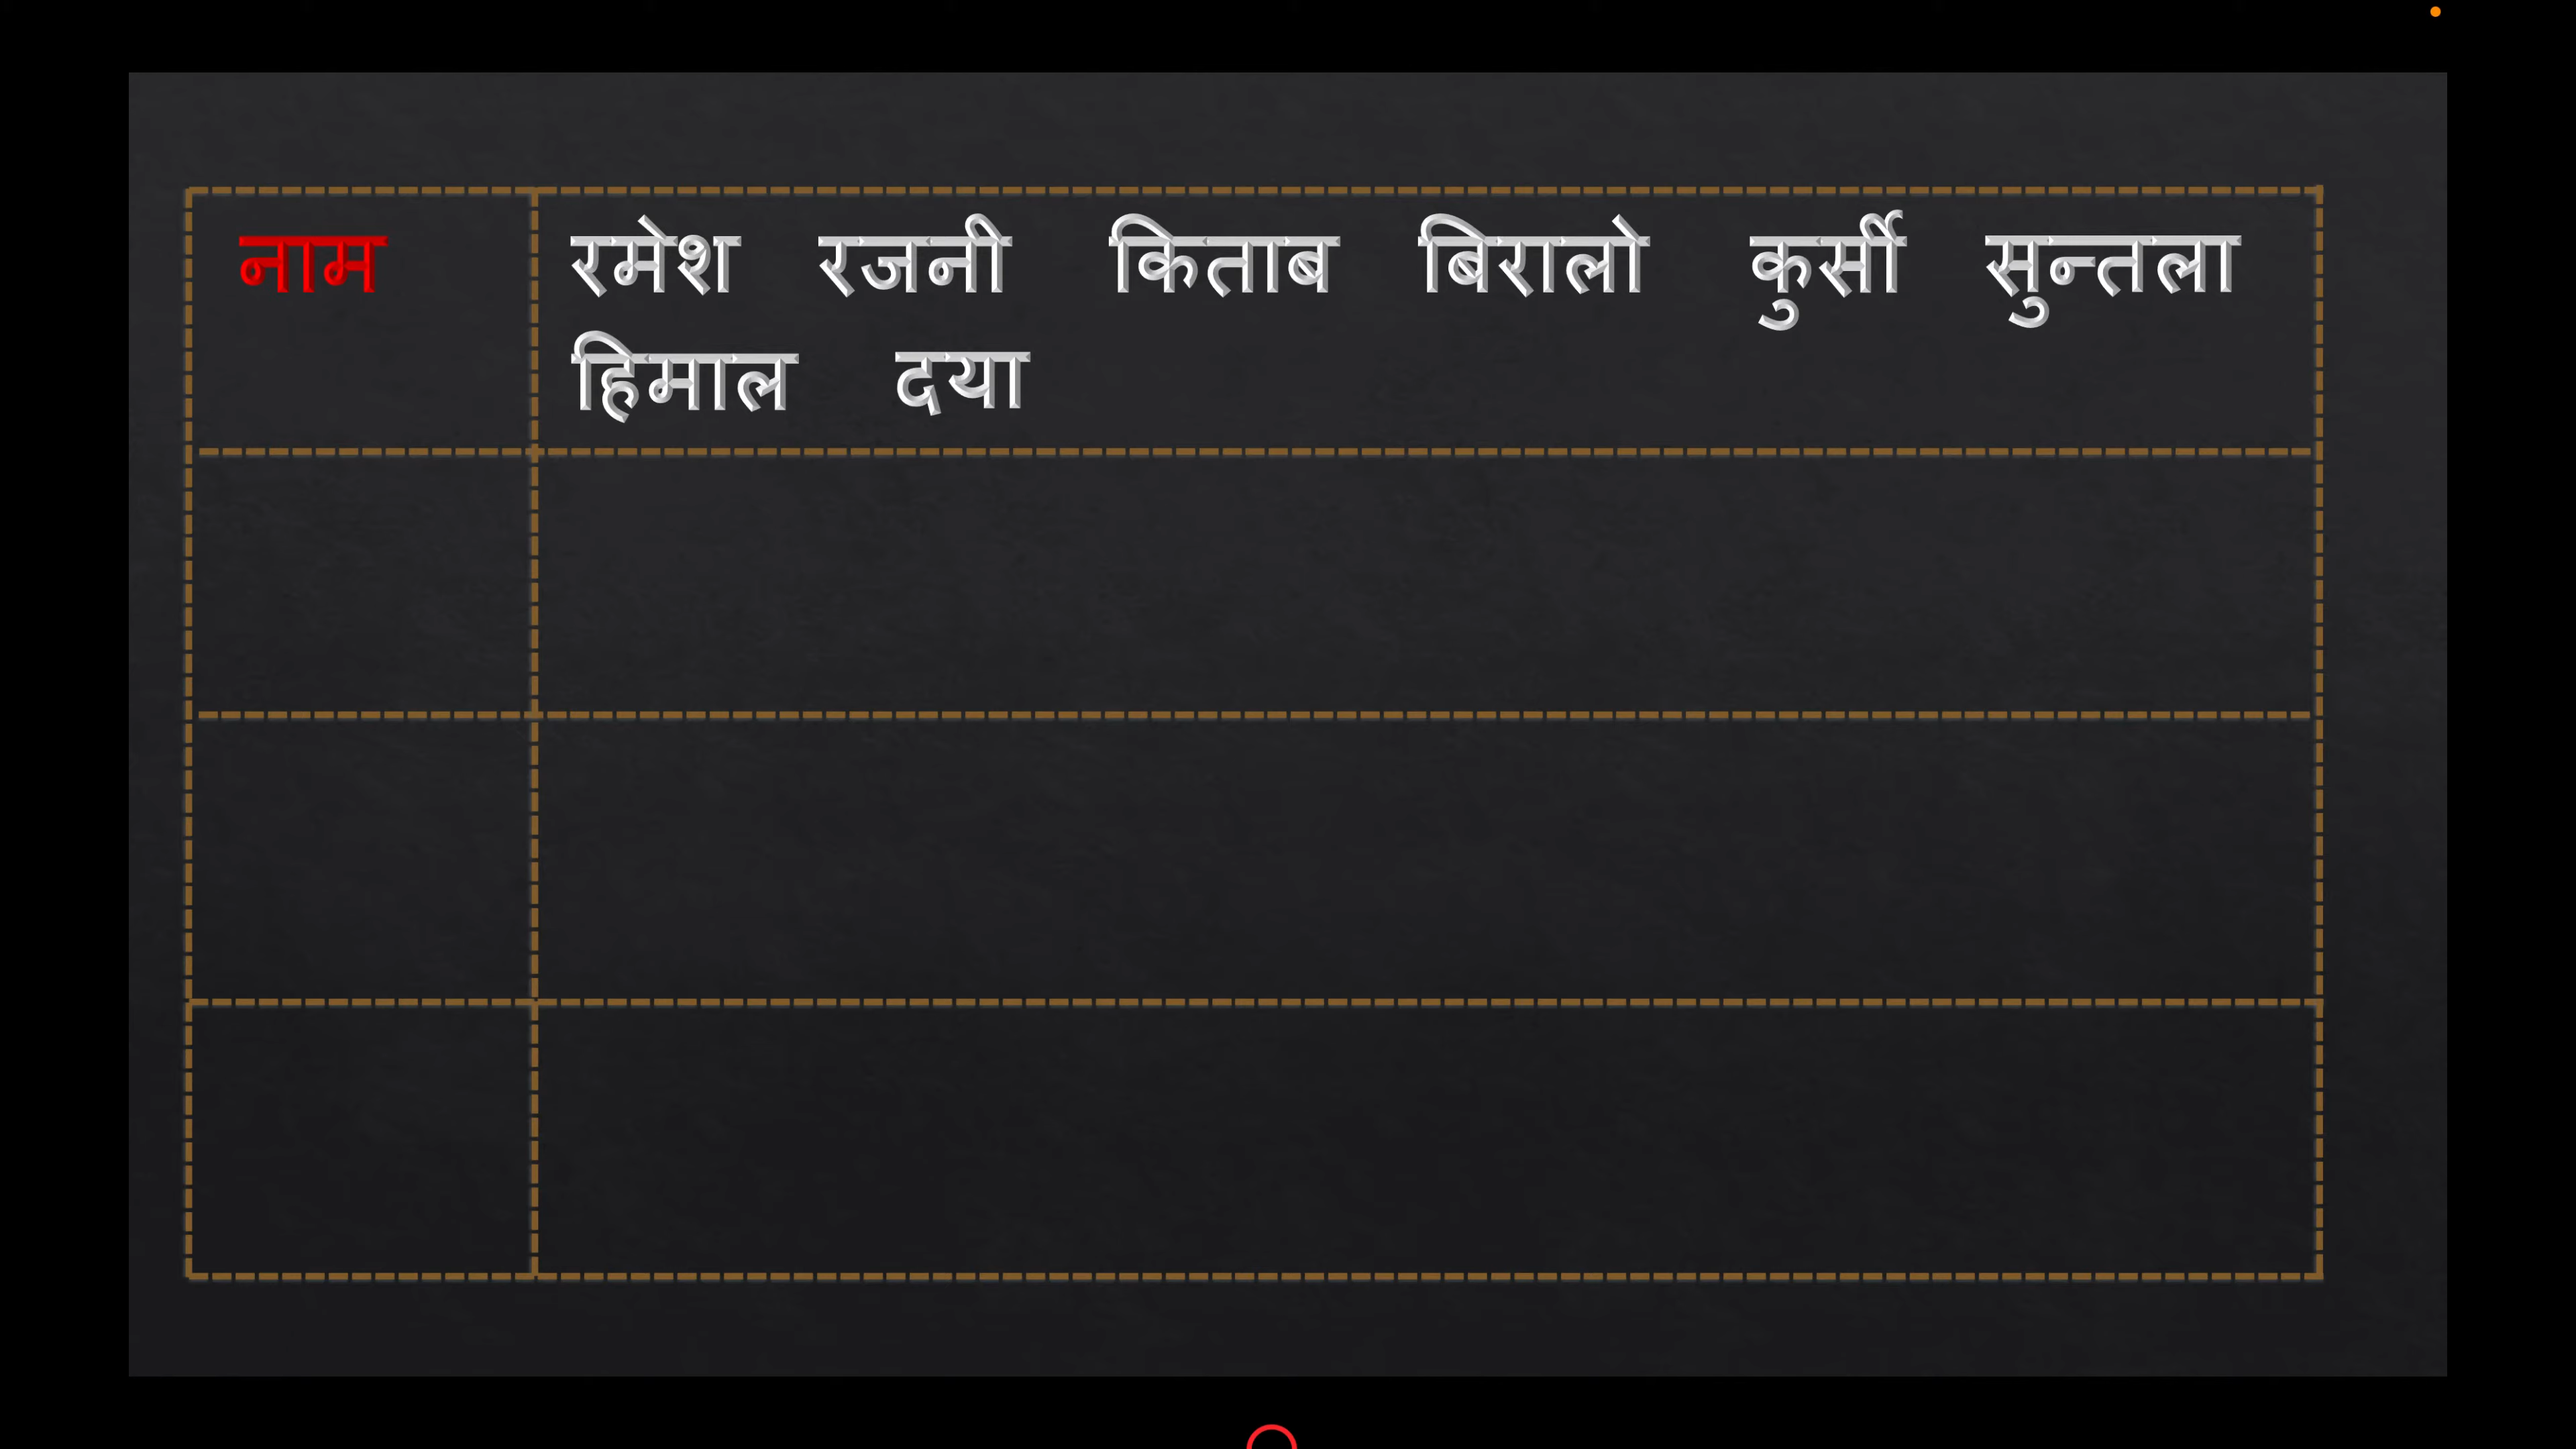 नाम रमेश रजनी किताब बिरालो कुर्सी सुन्तला
हिमाल दया